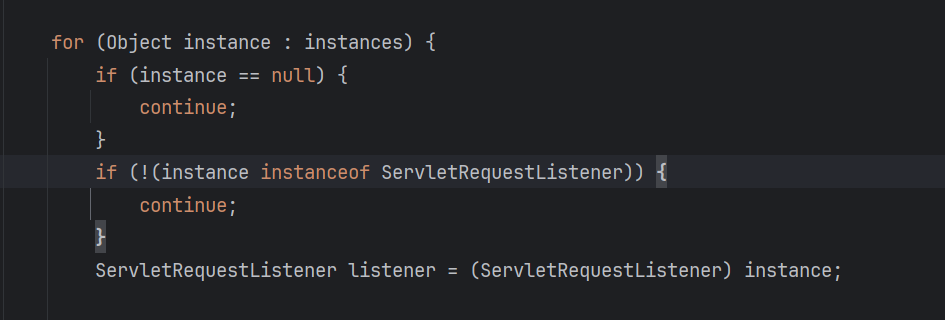 for (Object instance : instances) {
if (instance == null) {
continue;
}
if (!(instance instanceof ServletRequestListener)) {
continue;
}
ServletRequestListener listener = (ServletRequestListener) instance;